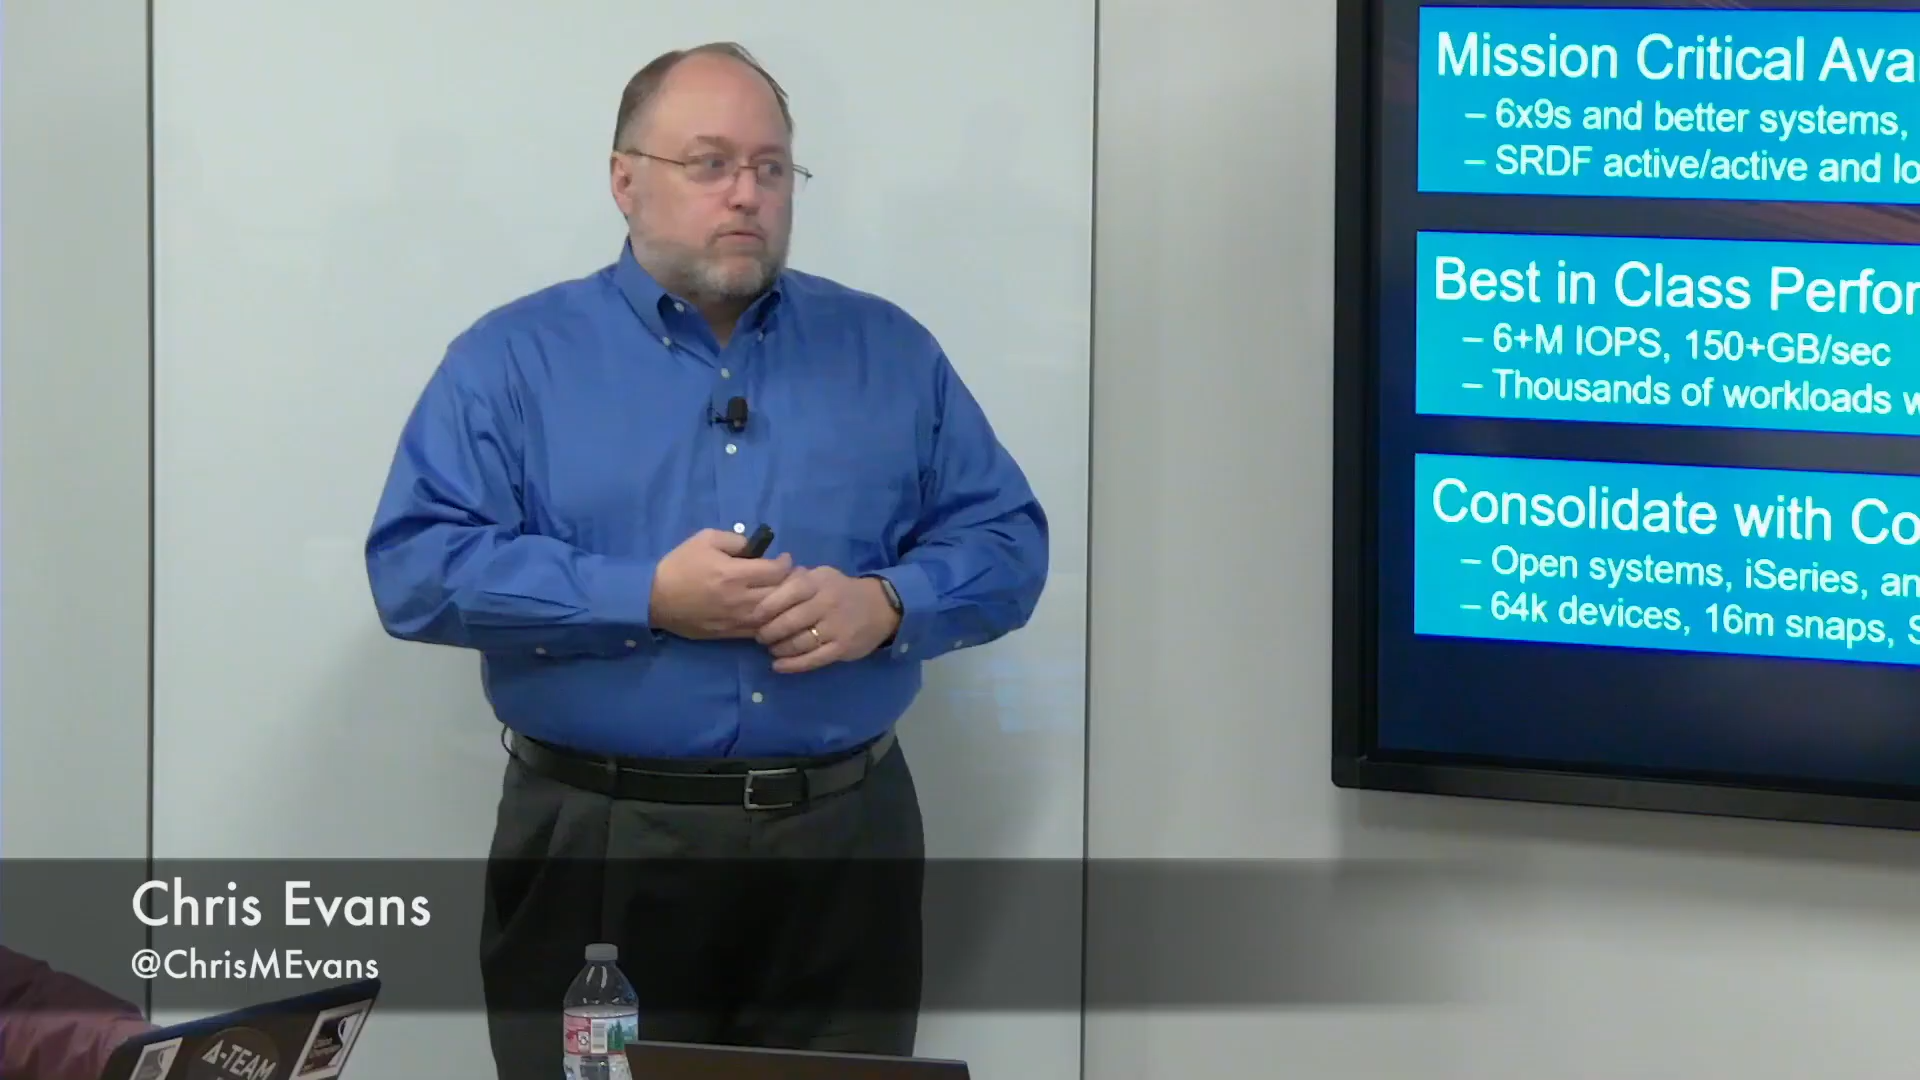 Mission Critical Ava
– 6x9s and better systems,
– SRDF active/active and lo
Best in Class Perfor
– 6+M IOPS, 150+GB/sec
– Thousands of workloads w
Consolidate with Co
– Open systems, iSeries, an
– 64k devices, 16m snaps, S
Chris Evans
@ChrisMEvans
A-TEAM